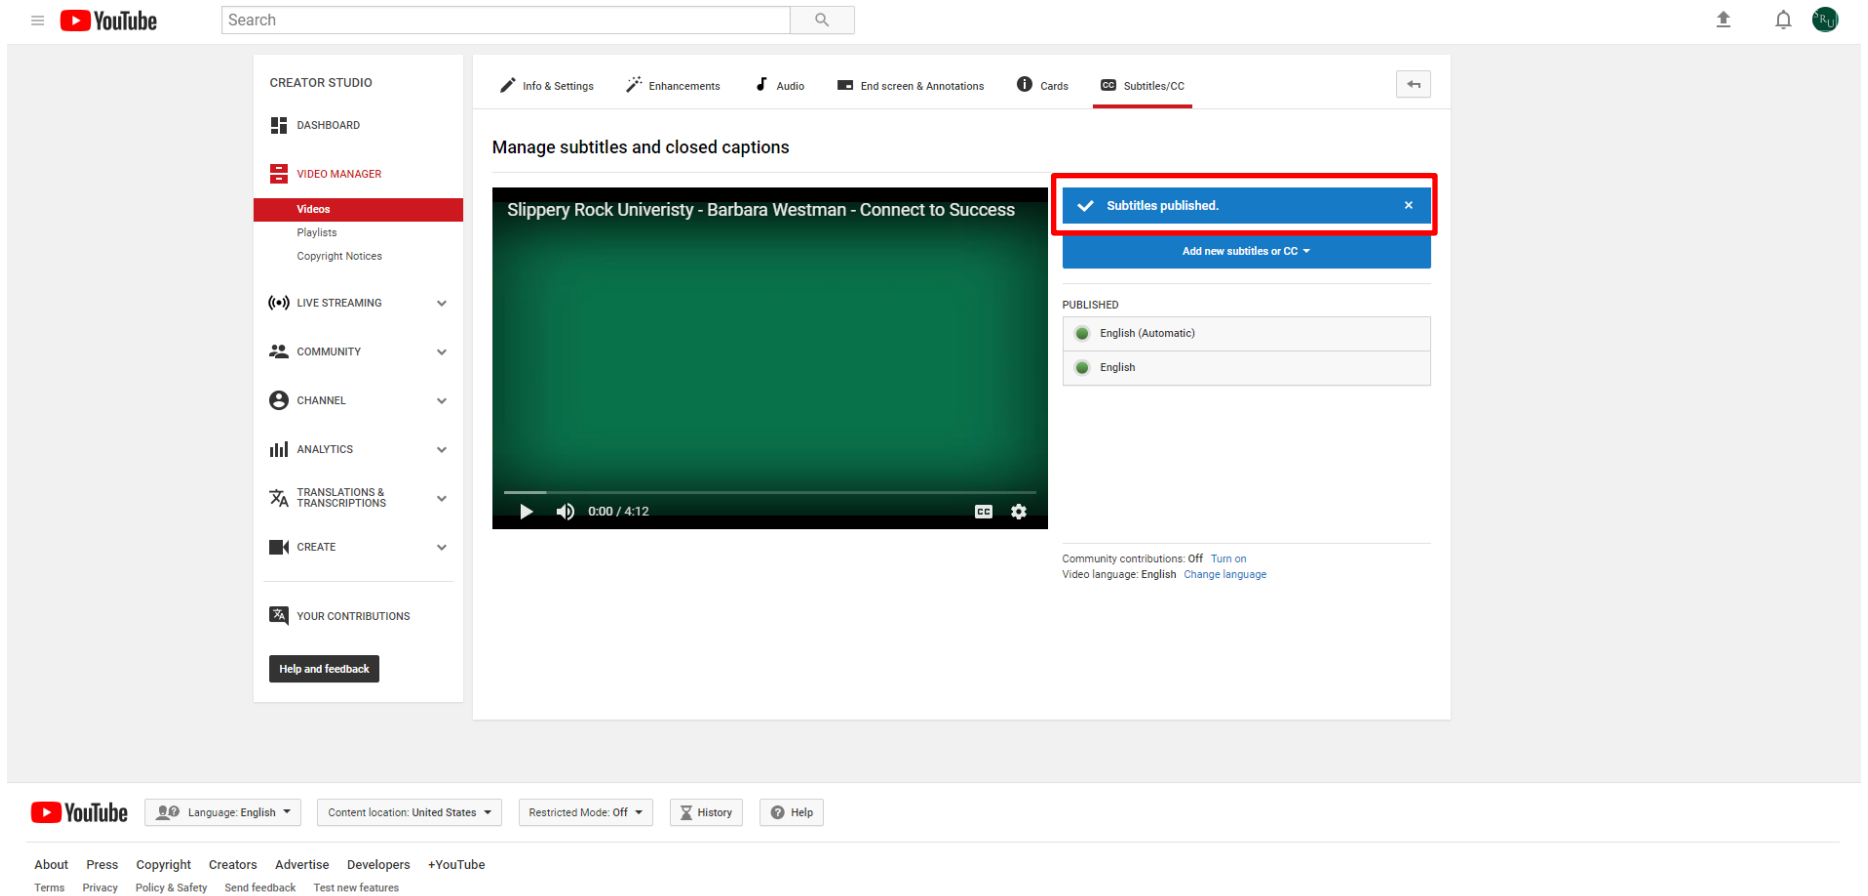 YouTube
Search
SRU
CREATOR STUDIO
DASHBOARD
VIDEO MANAGER
Videos
Playlists
Copyright Notices
LIVE STREAMING
COMMUNITY
CHANNEL
ANALYTICS
TRANSLATIONS &
TRANSCRIPTIONS
CREATE
YOUR CONTRIBUTIONS
Help and feedback
Info & Settings Enhancements Audio End screen & Annotations Cards CC Subtitles/CC
Manage subtitles and closed captions
Slippery Rock Univeristy - Barbara Westman - Connect to Success
0:00 / 4:12 CC
Subtitles published. ×
Add new subtitles or CC
PUBLISHED
English (Automatic)
English
Community contributions: Off Turn on
Video language: English Change language
YouTube Language: English Content location: United States Restricted Mode: Off History Help
About Press Copyright Creators Advertise Developers +YouTube
Terms Privacy Policy & Safety Send feedback Test new features